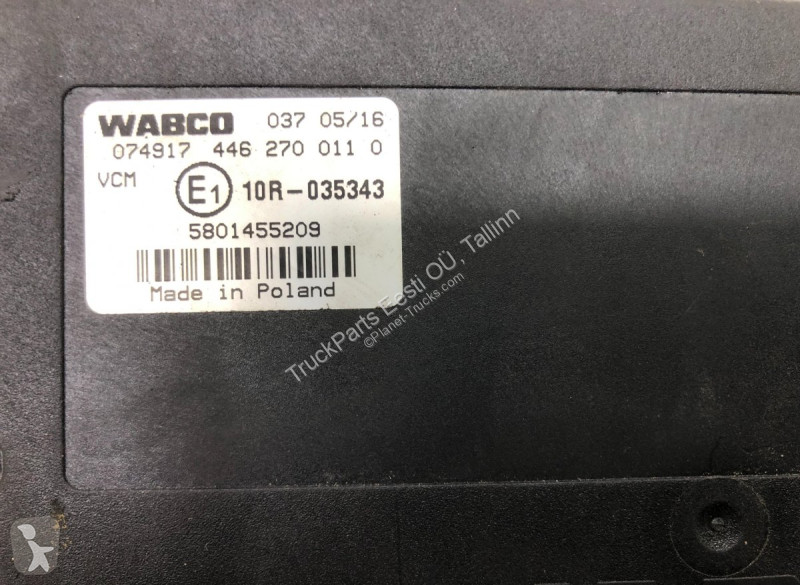 WABCO 037 05/16
074917 446 270 011 0
VCM E1 10R-035343
5801455209
Made in Poland
TruckParts Eesti OÜ, Tallinn
©Planet-Trucks.com